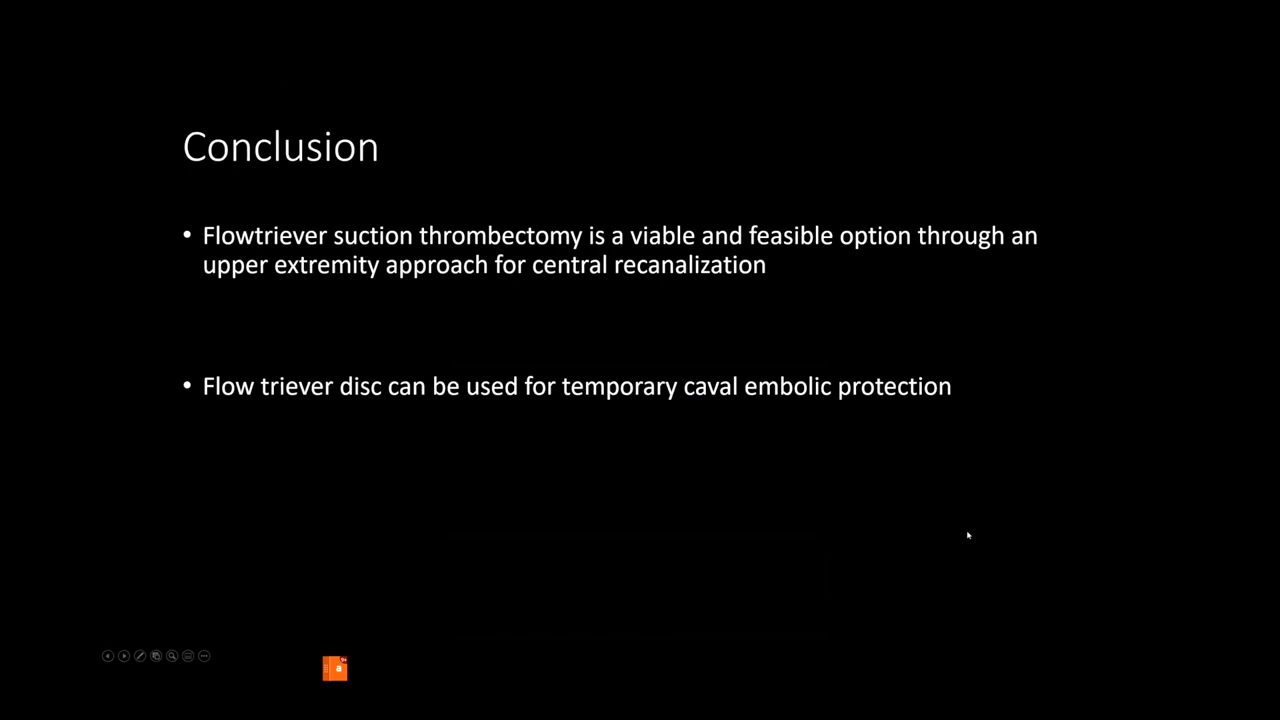 Conclusion
• Flowtriever suction thrombectomy is a viable and feasible option through an
upper extremity approach for central recanalization
• Flow triever disc can be used for temporary caval embolic protection
a